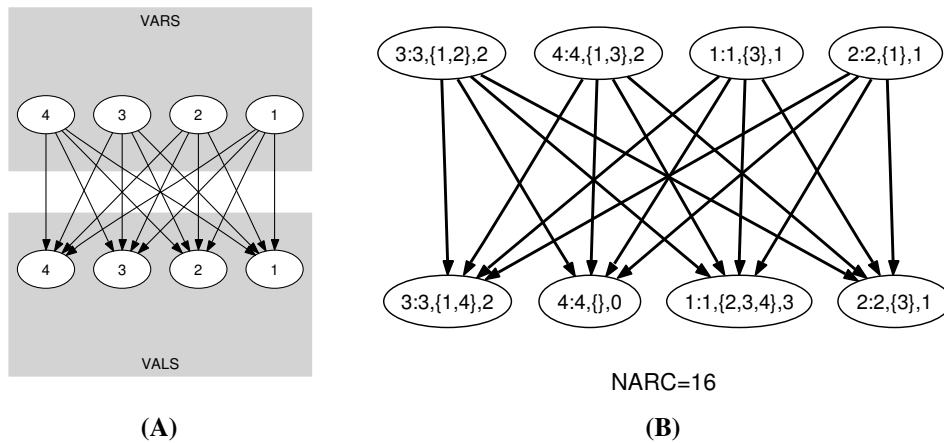 VARS
4 3 2 1
4 3 2 1
VALS
(A)
3:3,{1,2},2 4:4,{1,3},2 1:1,{3},1 2:2,{1},1
3:3,{1,4},2 4:4,{},0 1:1,{2,3,4},3 2:2,{3},1
NARC=16
(B)